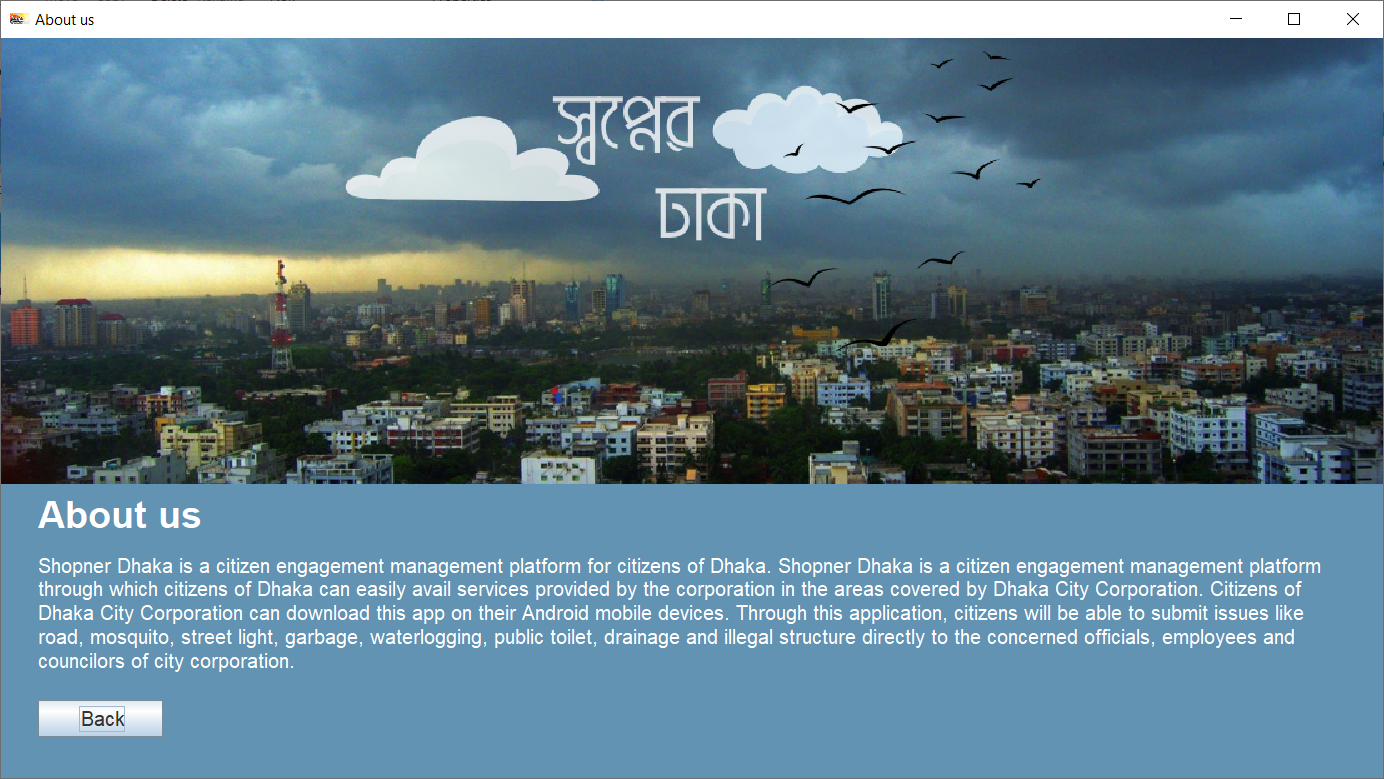 About us
স্বপ্নের
ঢাকা
About us
Shopner Dhaka is a citizen engagement management platform for citizens of Dhaka. Shopner Dhaka is a citizen engagement management platform
through which citizens of Dhaka can easily avail services provided by the corporation in the areas covered by Dhaka City Corporation. Citizens of
Dhaka City Corporation can download this app on their Android mobile devices. Through this application, citizens will be able to submit issues like
road, mosquito, street light, garbage, waterlogging, public toilet, drainage and illegal structure directly to the concerned officials, employees and
councilors of city corporation.
Back